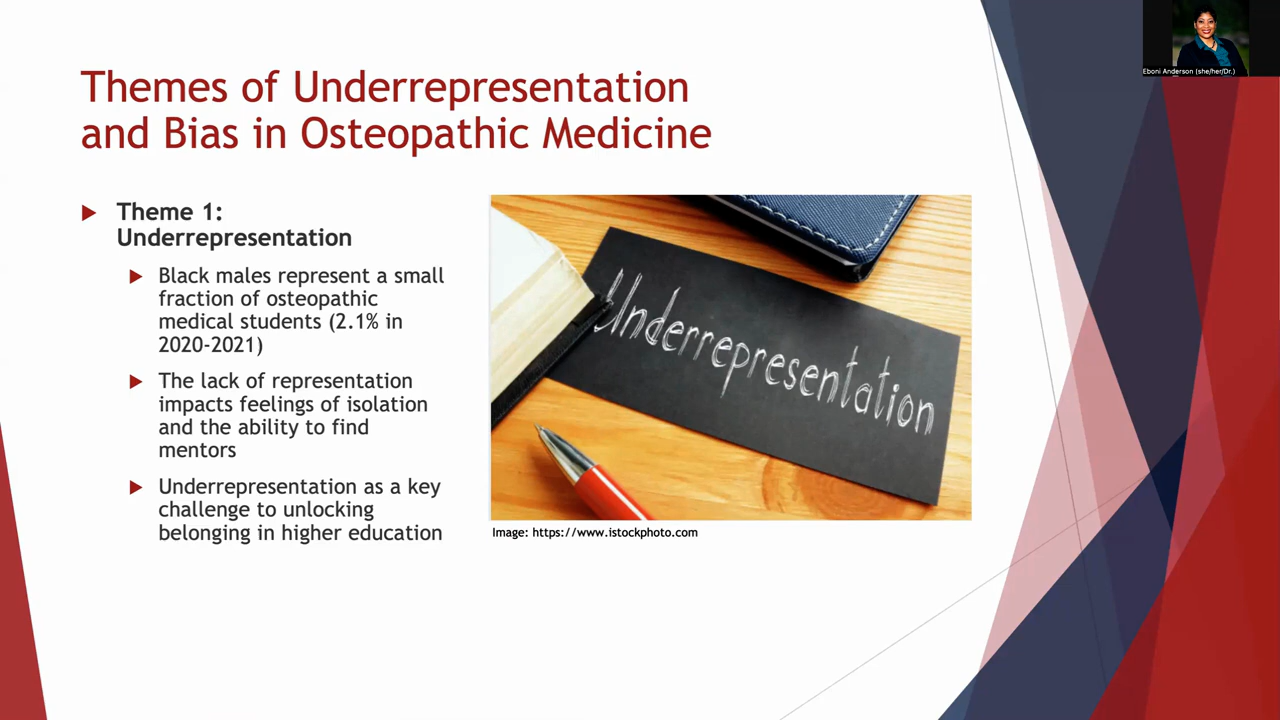 Eboni Anderson (she/her/Dr.)
Themes of Underrepresentation
and Bias in Osteopathic Medicine
Theme 1:
Underrepresentation
Black males represent a small
fraction of osteopathic
medical students (2.1% in
2020-2021)
The lack of representation
impacts feelings of isolation
and the ability to find
mentors
Underrepresentation as a key
challenge to unlocking
belonging in higher education
Underrepresentation
Image: https://www.istockphoto.com